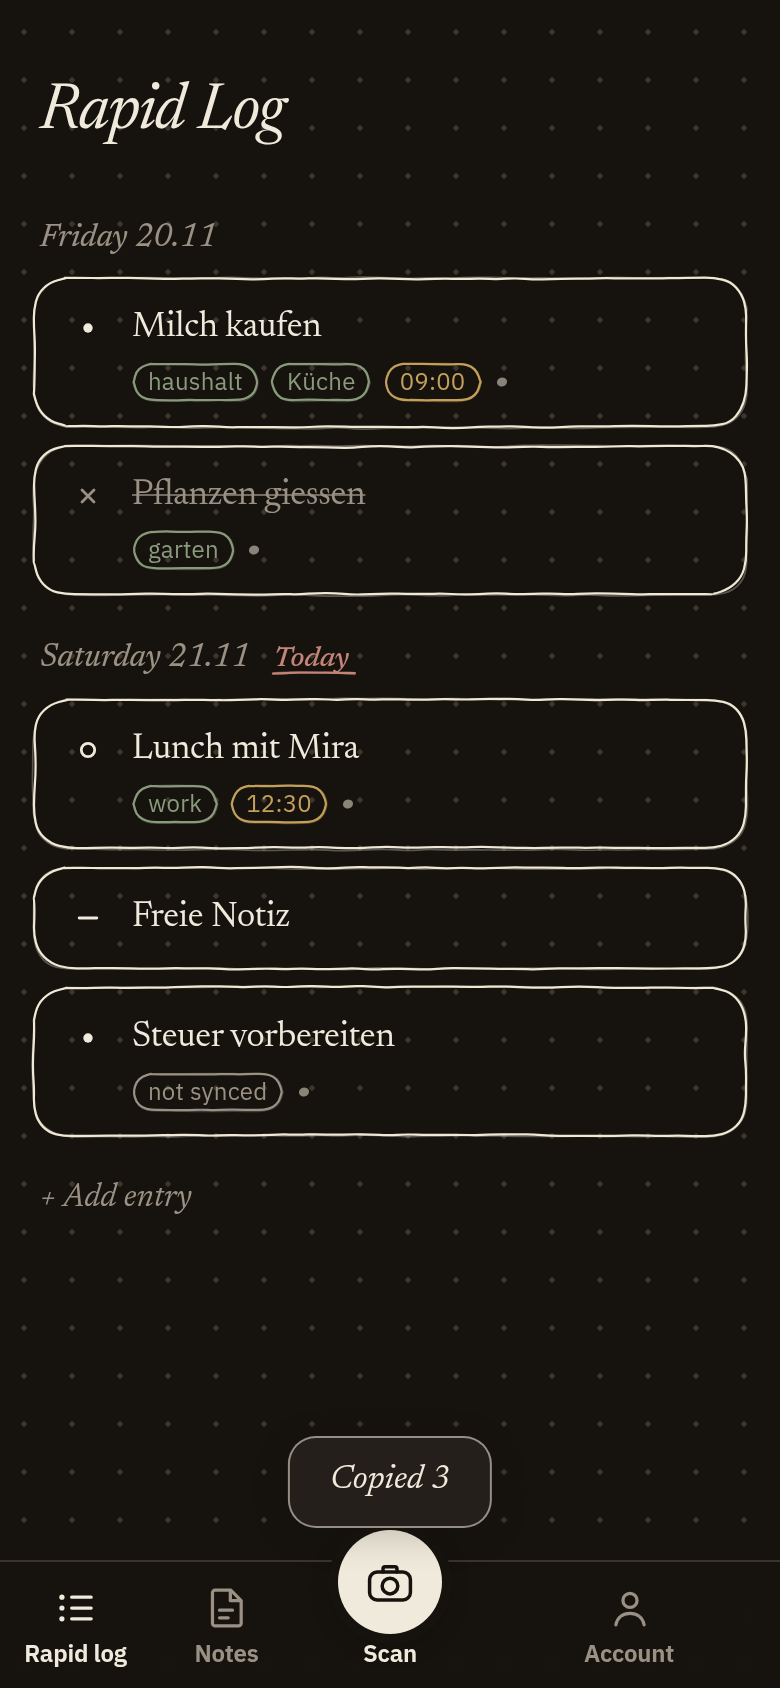 Rapid Log
Friday 20.11
• Milch kaufen
haushalt Küche 09:00 •
× Pflanzen giessen
garten •
Saturday 21.11 Today
○ Lunch mit Mira
work 12:30 •
– Freie Notiz
• Steuer vorbereiten
not synced •
+ Add entry
Copied 3
Rapid log Notes Scan Account